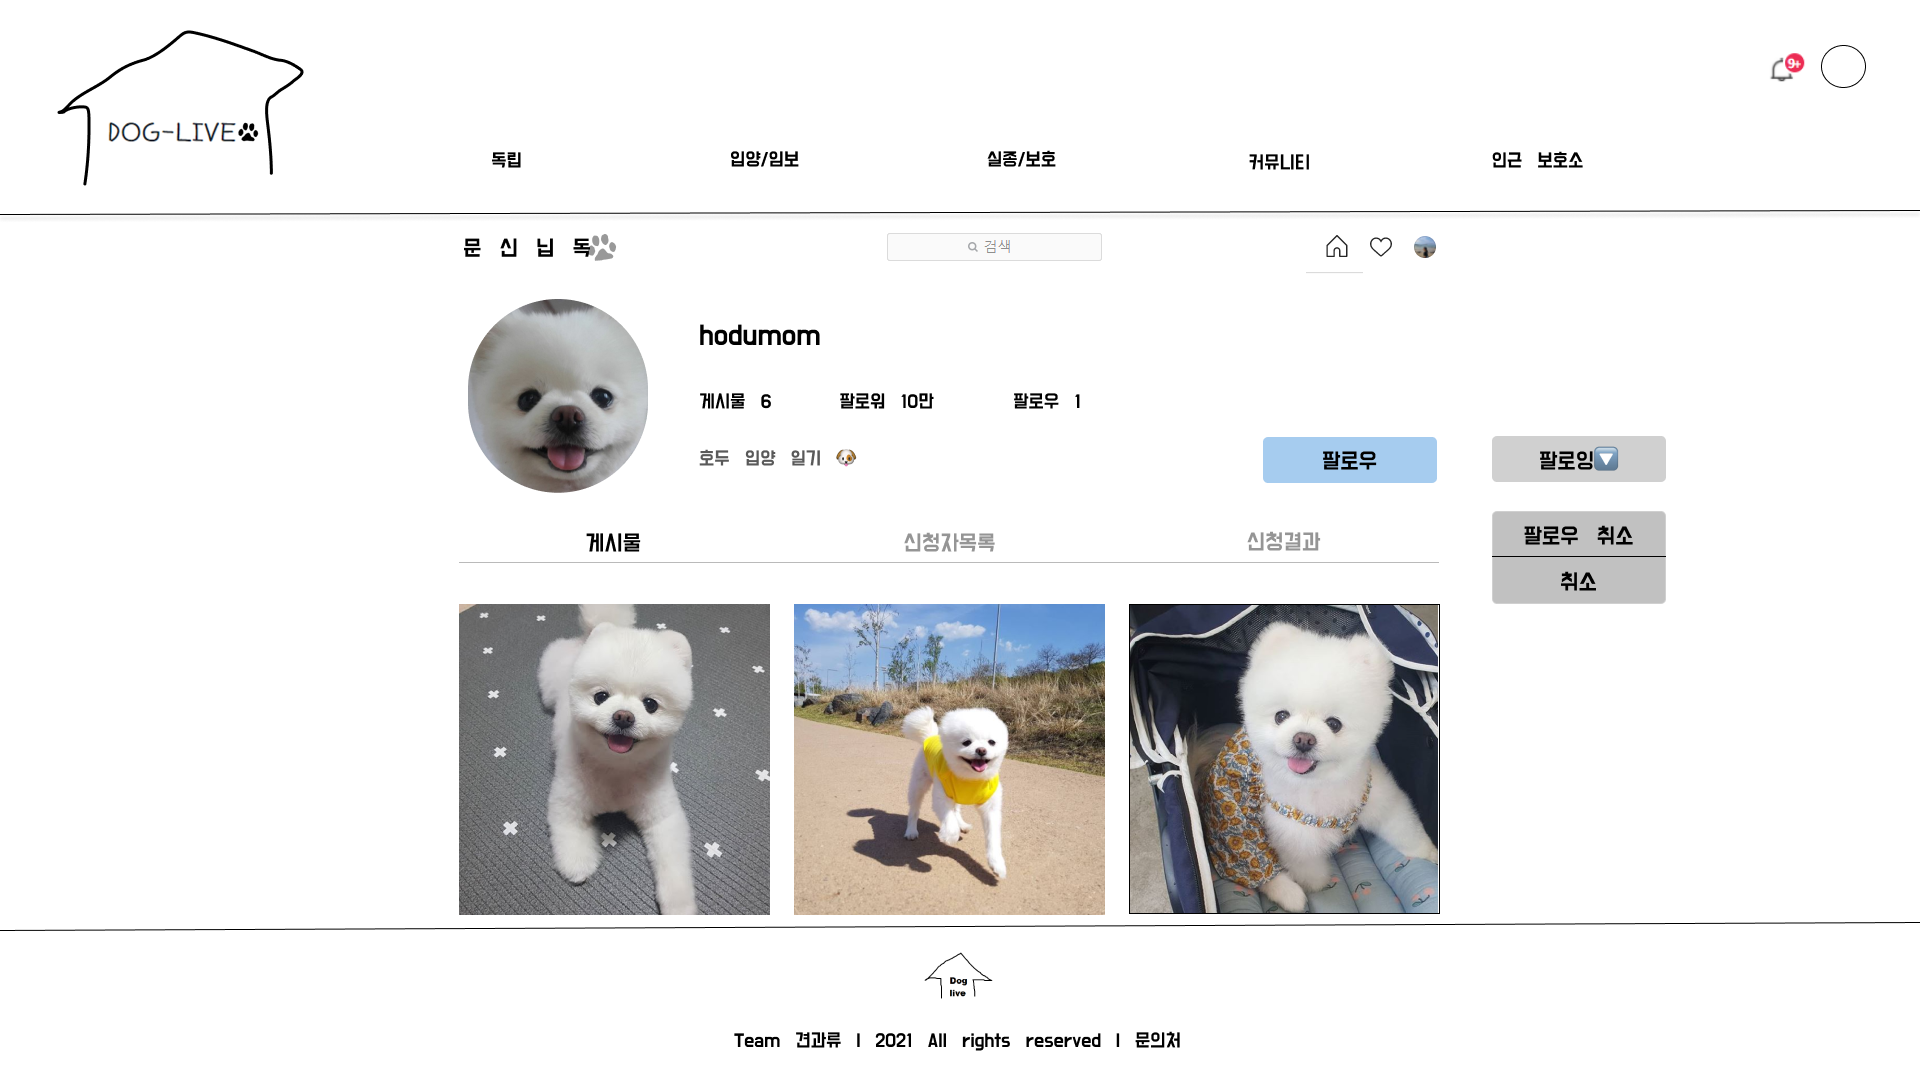 DOG-LIVE
9+
독립 입양/임보 실종/보호 커뮤니티 인근 보호소
문 신 닙 독
검색
hodumom
게시물 6 팔로워 10만 팔로우 1
호두 입양 일기
팔로우
팔로잉
팔로우 취소
취소
게시물 신청자목록 신청결과
Dog
live
Team 견과류 | 2021 All rights reserved | 문의처